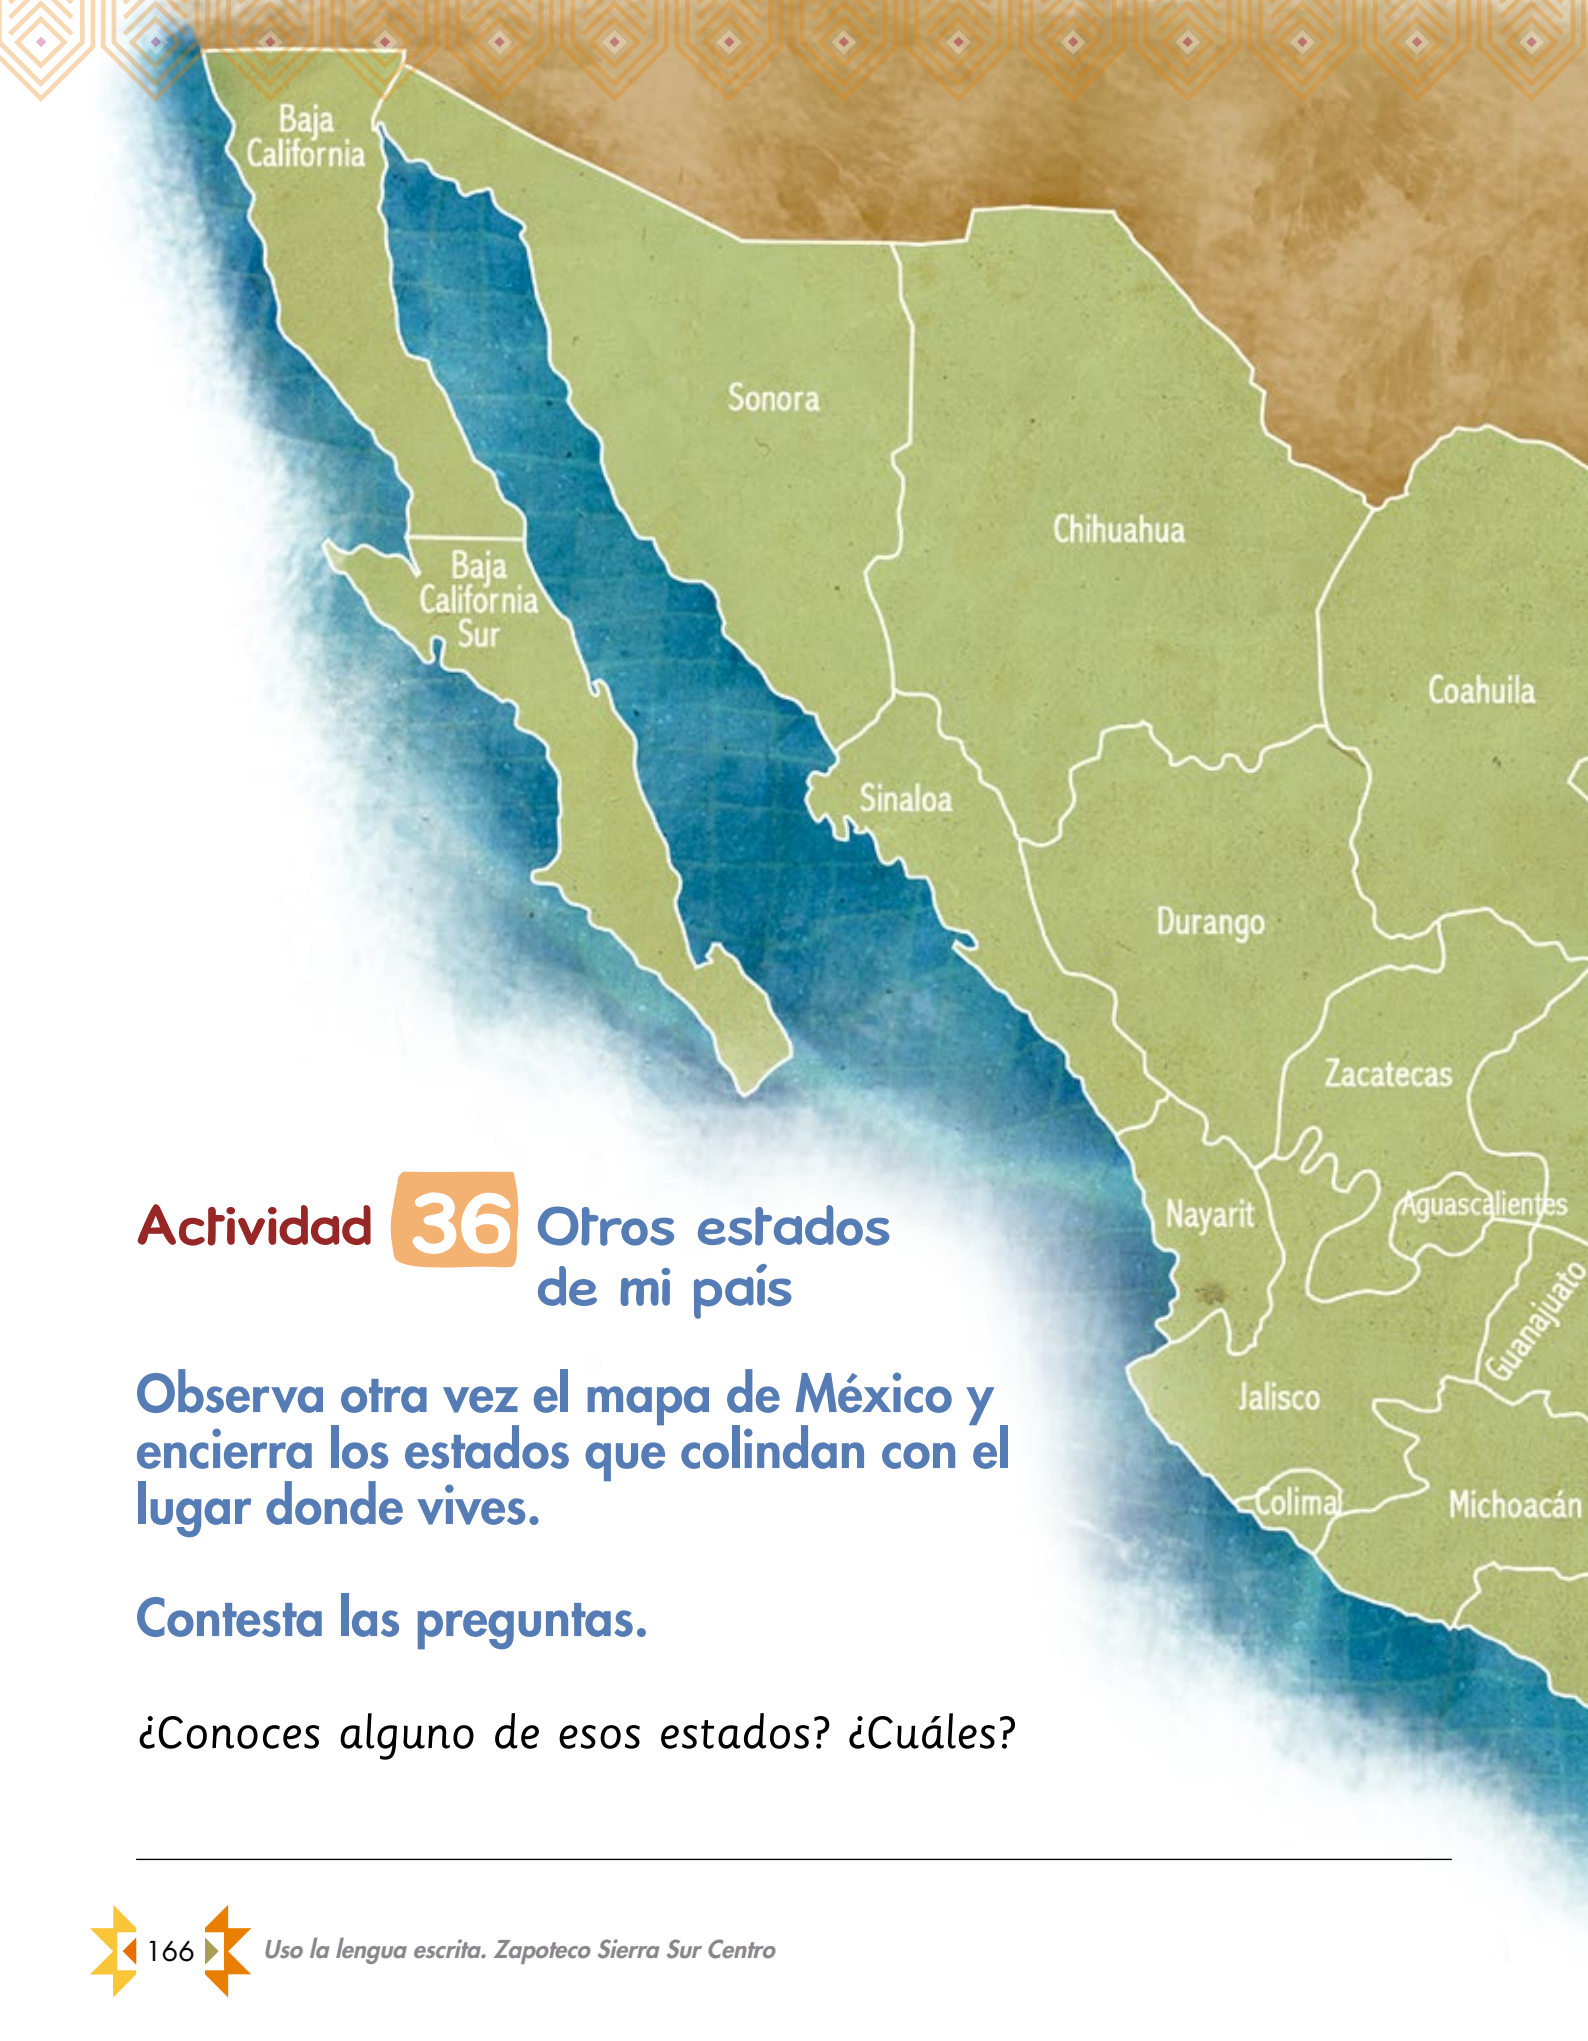 Baja
California
Sonora
Chihuahua
Baja
California
Sur
Coahuila
Sinaloa
Durango
Zacatecas
Aguascalientes
Nayarit
Guanajuato
Jalisco
Colima
Michoacán
Actividad 36 Otros estados
de mi país
Observa otra vez el mapa de México y
encierra los estados que colindan con el
lugar donde vives.
Contesta las preguntas.
¿Conoces alguno de esos estados? ¿Cuáles?
166 Uso la lengua escrita. Zapoteco Sierra Sur Centro